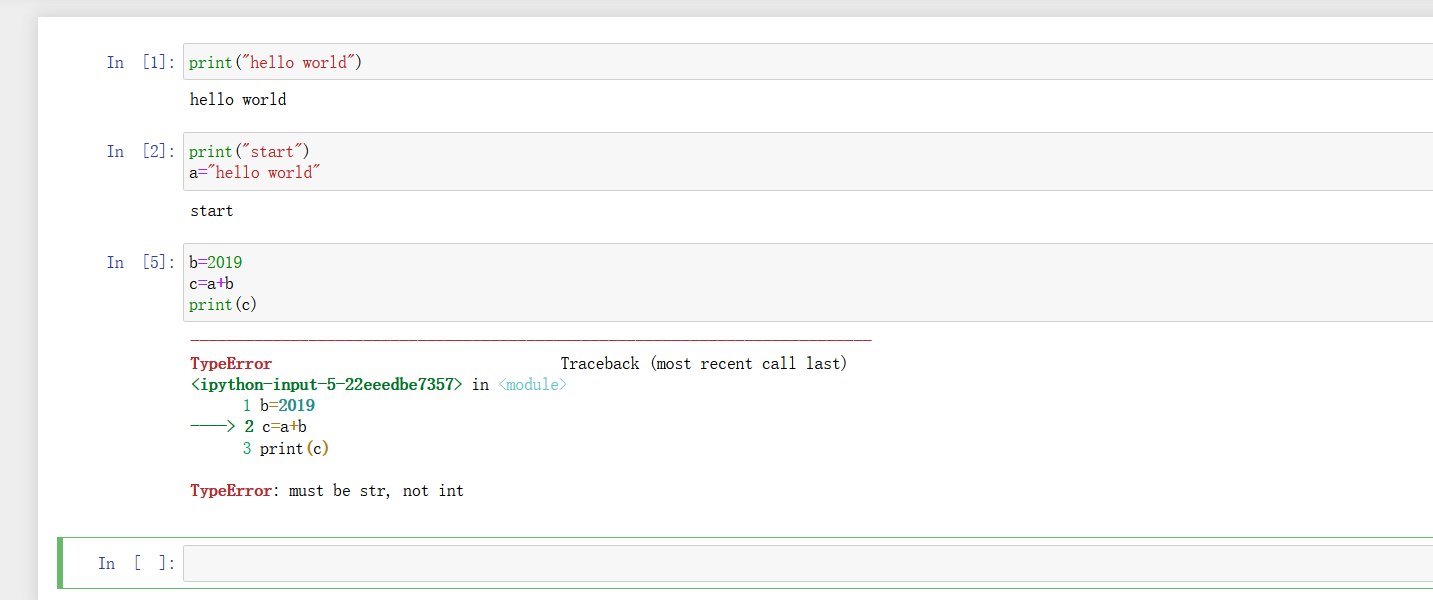 In [1]: print("hello world")
hello world
In [2]: print("start")
a="hello world"
start
In [5]: b=2019
c=a+b
print(c)
---------------------------------------------------------------------------
TypeError Traceback (most recent call last)
<ipython-input-5-22eeedbe7357> in <module>
1 b=2019
----> 2 c=a+b
3 print(c)
TypeError: must be str, not int
In [ ]: